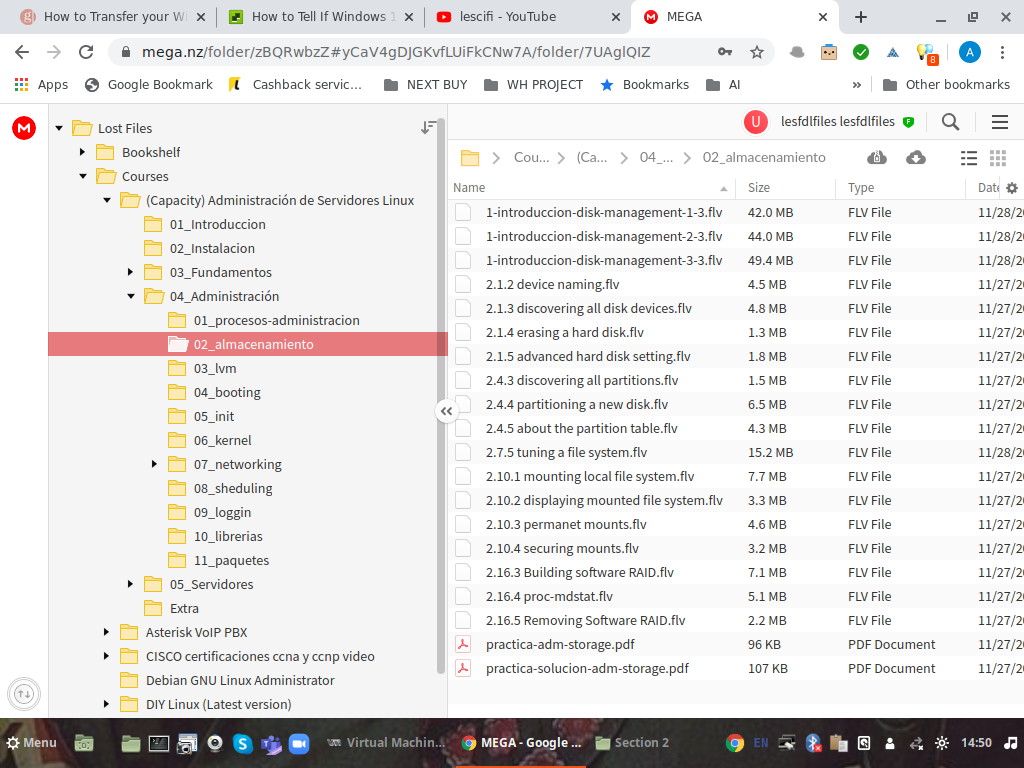 How to Transfer your Wi
How to Tell If Windows 1
lescifi - YouTube
MEGA
mega.nz/folder/zBQRwbzZ#yCaV4gDJGKvfLUiFkCNw7A/folder/7UAglQIZ
8
A
Apps
Google Bookmark
Cashback servic...
NEXT BUY
WH PROJECT
Bookmarks
AI
»
Other bookmarks
M
Lost Files
Bookshelf
Courses
(Capacity) Administración de Servidores Linux
01_Introduccion
02_Instalacion
03_Fundamentos
04_Administración
01_procesos-administracion
02_almacenamiento
03_lvm
04_booting
05_init
06_kernel
07_networking
08_sheduling
09_loggin
10_librerias
11_paquetes
05_Servidores
Extra
Asterisk VoIP PBX
CISCO certificaciones ccna y ccnp video
Debian GNU Linux Administrator
DIY Linux (Latest version)
U
lesfdlfiles lesfdlfiles
F
Cou... > (Ca... > 04_... > 02_almacenamiento
Name Size Type Date
1-introduccion-disk-management-1-3.flv 42.0 MB FLV File 11/28/20
1-introduccion-disk-management-2-3.flv 44.0 MB FLV File 11/28/20
1-introduccion-disk-management-3-3.flv 49.4 MB FLV File 11/28/20
2.1.2 device naming.flv 4.5 MB FLV File 11/27/20
2.1.3 discovering all disk devices.flv 4.8 MB FLV File 11/27/20
2.1.4 erasing a hard disk.flv 1.3 MB FLV File 11/27/20
2.1.5 advanced hard disk setting.flv 1.8 MB FLV File 11/27/20
2.4.3 discovering all partitions.flv 1.5 MB FLV File 11/27/20
2.4.4 partitioning a new disk.flv 6.5 MB FLV File 11/27/20
2.4.5 about the partition table.flv 4.3 MB FLV File 11/27/20
2.7.5 tuning a file system.flv 15.2 MB FLV File 11/28/20
2.10.1 mounting local file system.flv 7.7 MB FLV File 11/27/20
2.10.2 displaying mounted file system.flv 3.3 MB FLV File 11/27/20
2.10.3 permanet mounts.flv 4.6 MB FLV File 11/27/20
2.10.4 securing mounts.flv 3.2 MB FLV File 11/27/20
2.16.3 Building software RAID.flv 7.1 MB FLV File 11/27/20
2.16.4 proc-mdstat.flv 5.1 MB FLV File 11/27/20
2.16.5 Removing Software RAID.flv 2.2 MB FLV File 11/27/20
practica-adm-storage.pdf 96 KB PDF Document 11/27/20
practica-solucion-adm-storage.pdf 107 KB PDF Document 11/27/20
Menu
Virtual Machin...
MEGA - Google ...
Section 2
EN
14:50